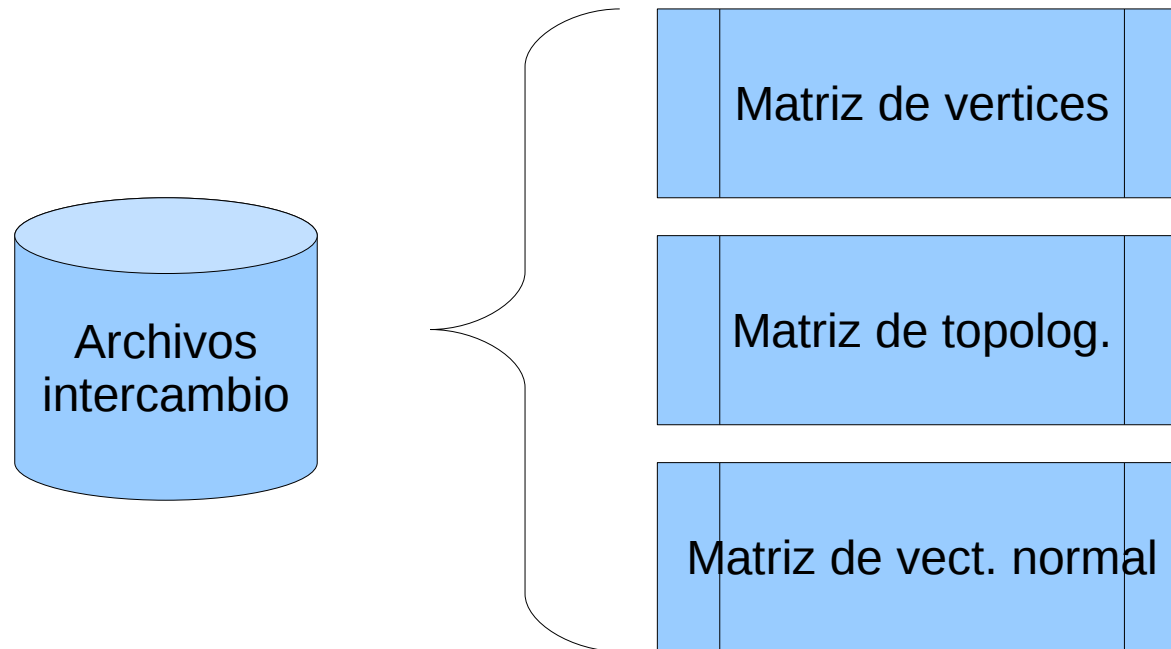 Matriz de vertices
Archivos
intercambio
Matriz de topolog.
Matriz de vect. normal